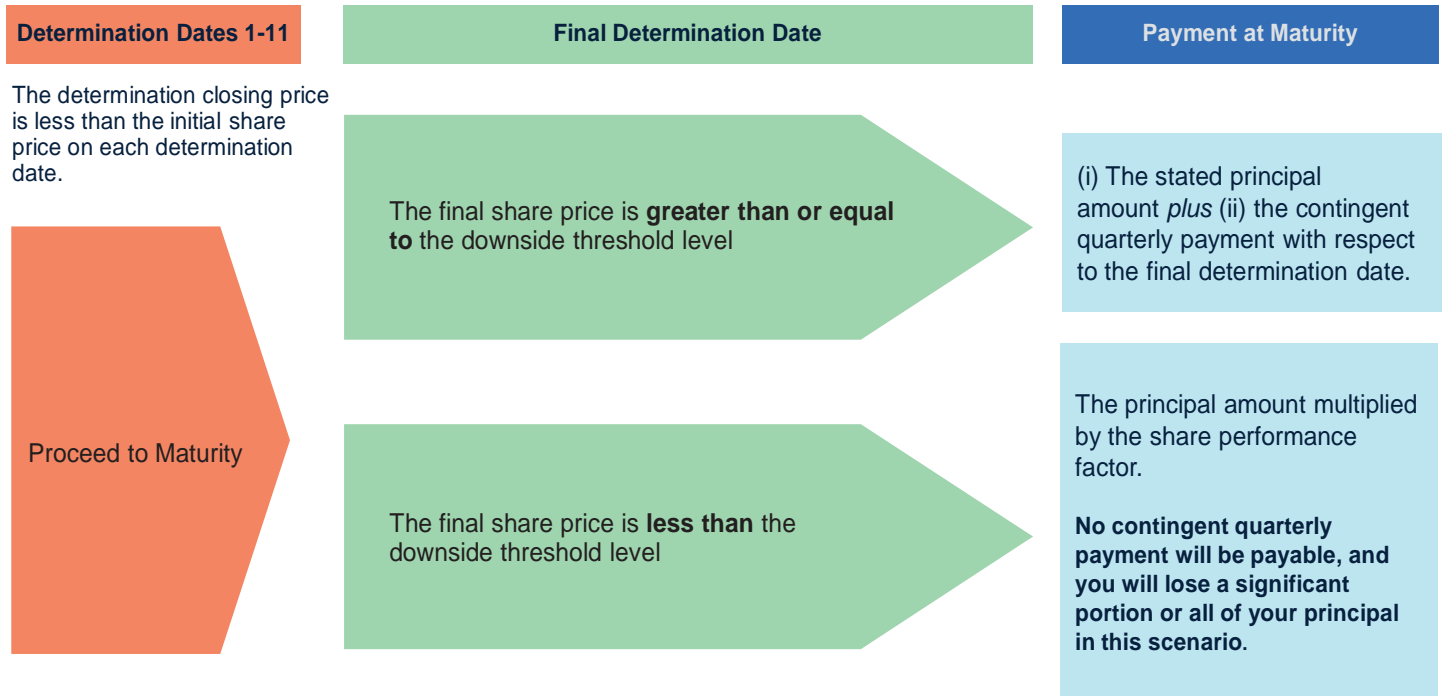 Determination Dates 1-11
Final Determination Date
Payment at Maturity
The determination closing price
is less than the initial share
price on each determination
date.
Proceed to Maturity
The final share price is greater than or equal
to the downside threshold level
(i) The stated principal
amount plus (ii) the contingent
quarterly payment with respect
to the final determination date.
The final share price is less than the
downside threshold level
The principal amount multiplied
by the share performance
factor.
No contingent quarterly
payment will be payable, and
you will lose a significant
portion or all of your principal
in this scenario.